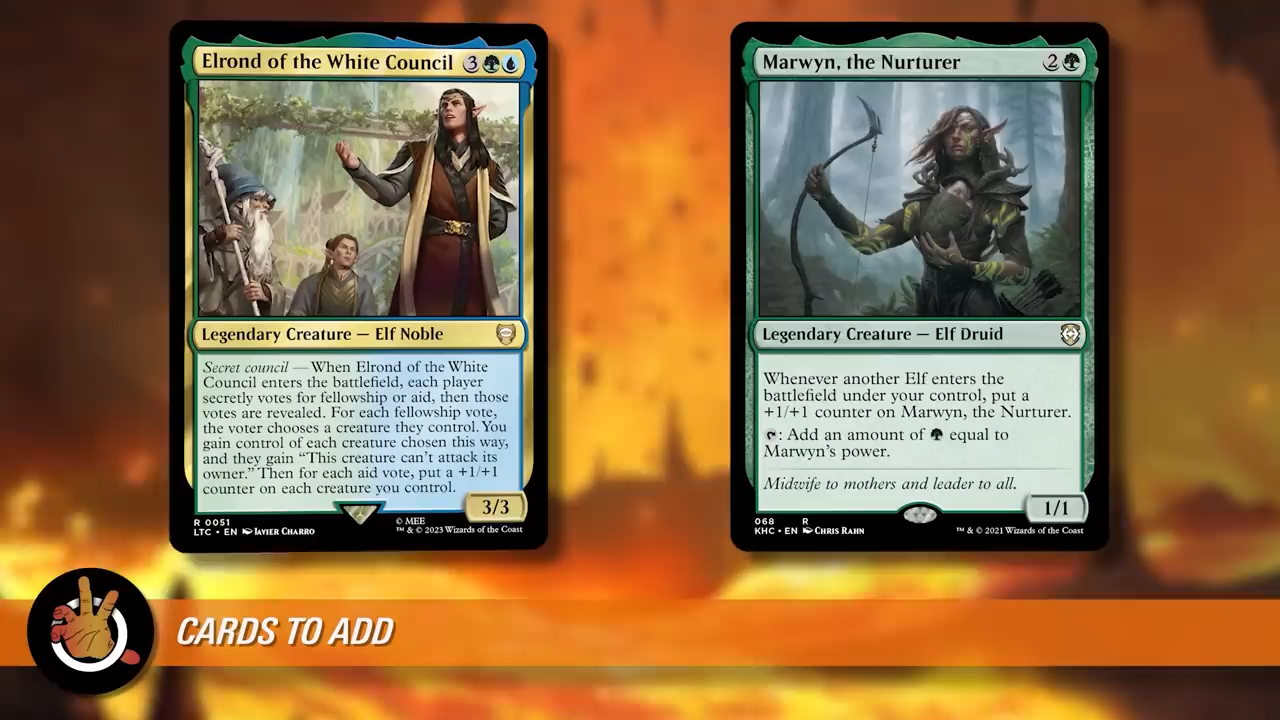 Elrond of the White Council 3
Legendary Creature — Elf Noble
Secret council — When Elrond of the White
Council enters the battlefield, each player
secretly votes for fellowship or aid, then those
votes are revealed. For each fellowship vote,
the voter chooses a creature they control. You
gain control of each creature chosen this way,
and they gain “This creature can't attack its
owner.” Then for each aid vote, put a +1/+1
counter on each creature you control.
3/3
R 0051
LTC • EN Javier Charro
© MEE
™ & © 2023 Wizards of the Coast
Marwyn, the Nurturer 2
Legendary Creature — Elf Druid
Whenever another Elf enters the
battlefield under your control, put a
+1/+1 counter on Marwyn, the Nurturer.
: Add an amount of equal to
Marwyn's power.
Midwife to mothers and leader to all.
1/1
068 R
KHC • EN Chris Rahn
™ & © 2021 Wizards of the Coast
CARDS TO ADD